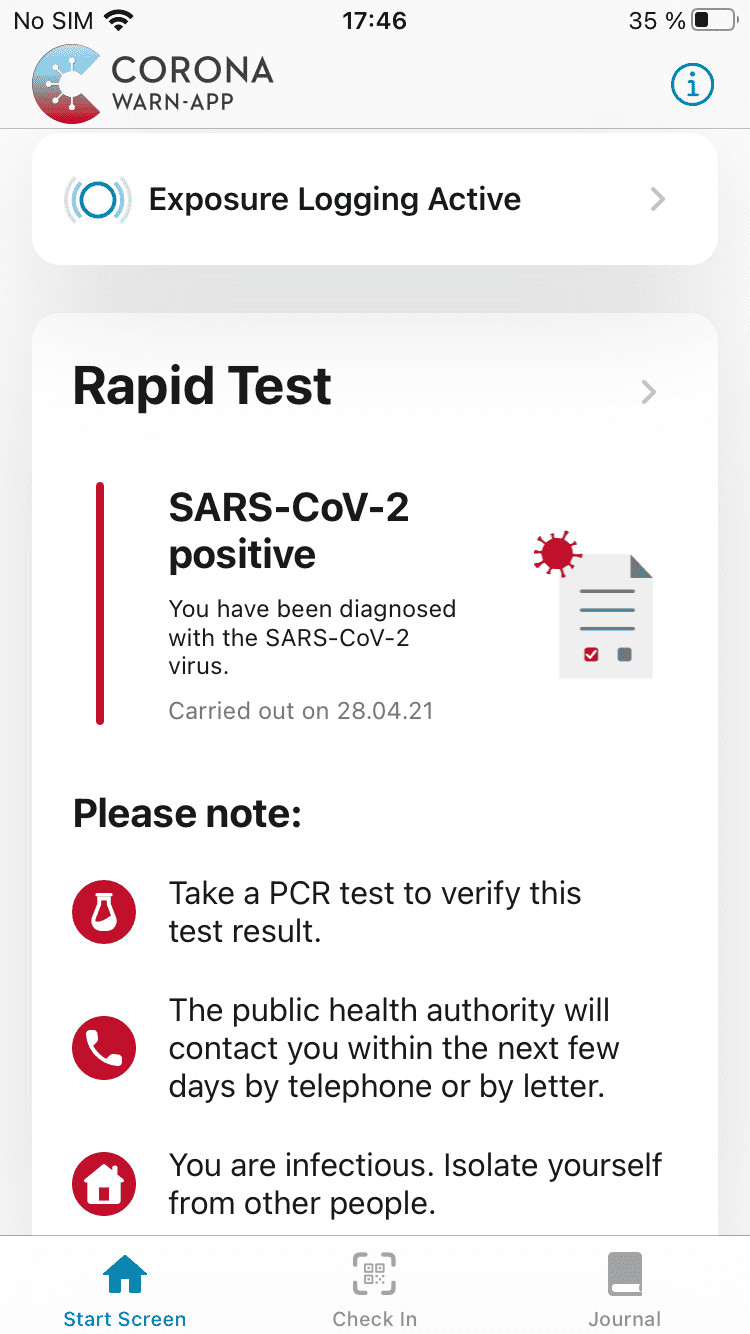 No SIM 17:46 35 %
CORONA
WARN-APP
Exposure Logging Active
Rapid Test
SARS-CoV-2
positive
You have been diagnosed
with the SARS-CoV-2
virus.
Carried out on 28.04.21
Please note:
Take a PCR test to verify this
test result.
The public health authority will
contact you within the next few
days by telephone or by letter.
You are infectious. Isolate yourself
from other people.
Start Screen Check In Journal